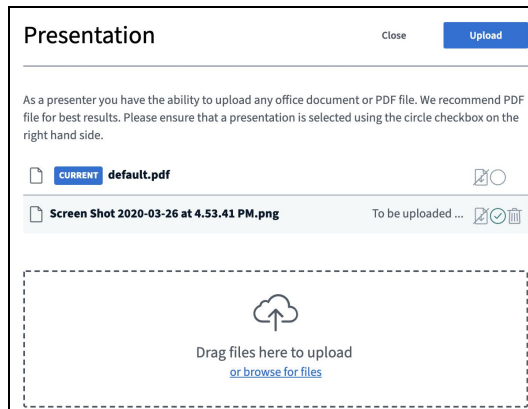 Presentation
Close
Upload
As a presenter you have the ability to upload any office document or PDF file. We recommend PDF
file for best results. Please ensure that a presentation is selected using the circle checkbox on the
right hand side.
CURRENT default.pdf
Screen Shot 2020-03-26 at 4.53.41 PM.png To be uploaded ...
Drag files here to upload
or browse for files